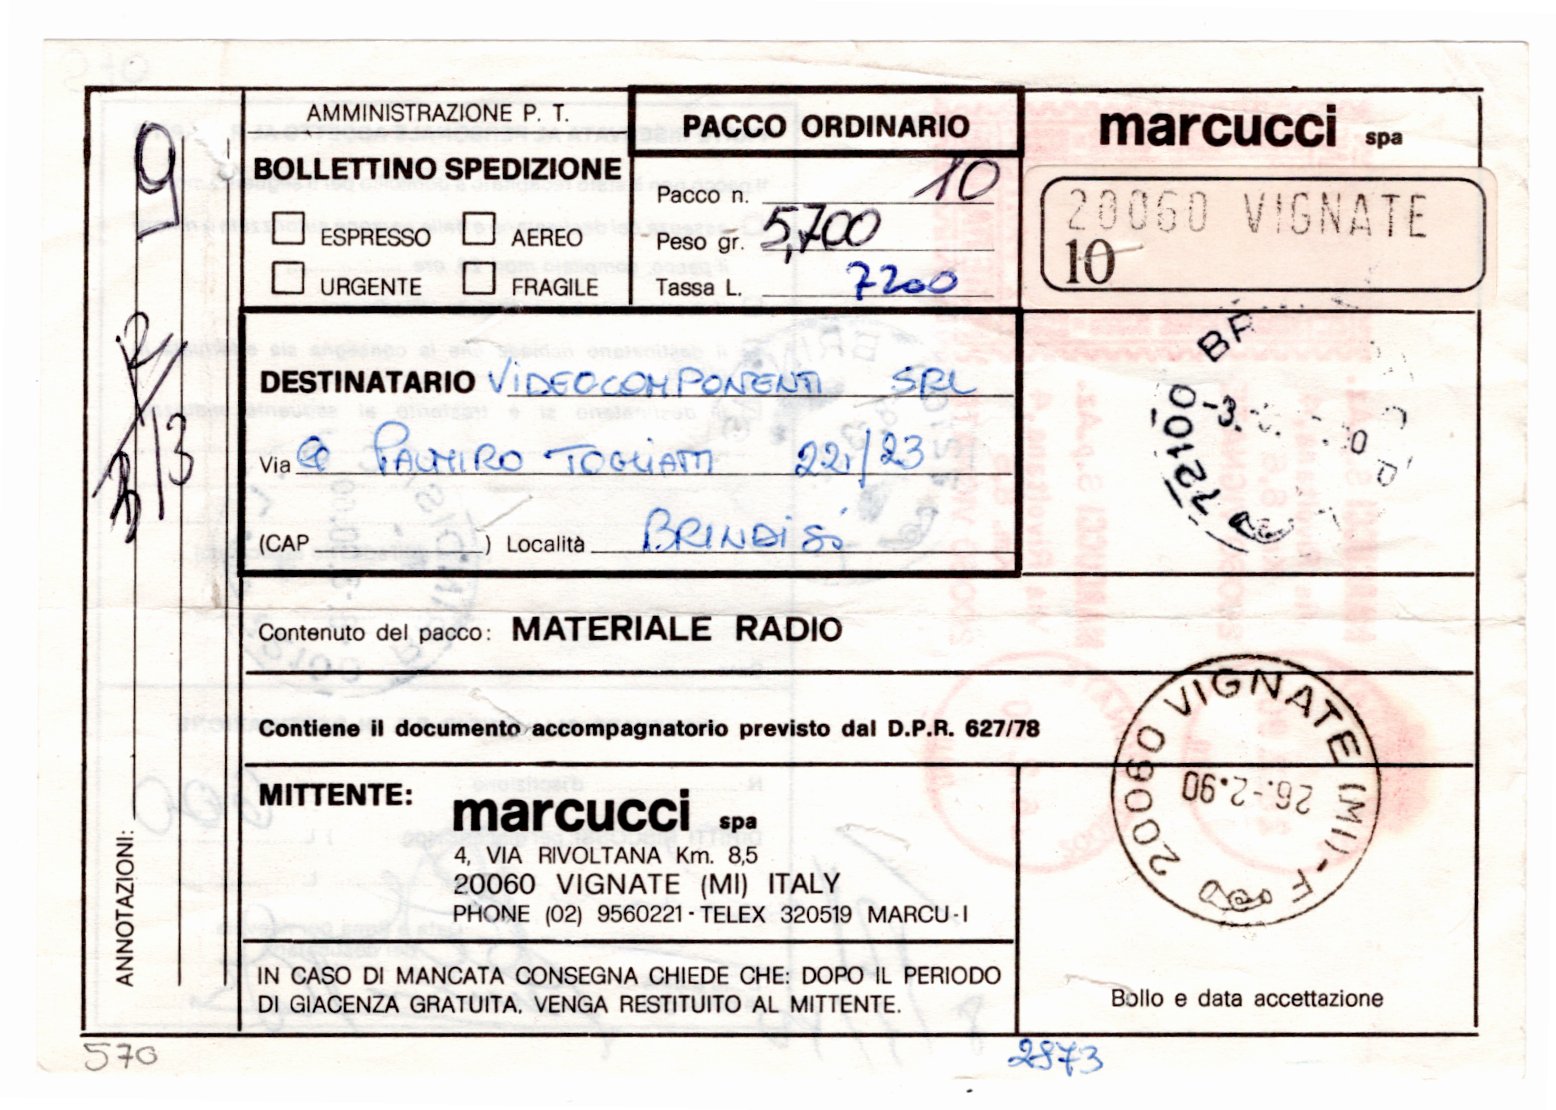 AMMINISTRAZIONE P. T.
BOLLETTINO SPEDIZIONE
ESPRESSO AEREO
URGENTE FRAGILE
PACCO ORDINARIO
Pacco n. 10
Peso gr. 5,700
Tassa L. 7200
marcucci spa
20060 VIGNATE
10
DESTINATARIO VIDEOCOMPONENTI SRL
Via PALMIRO TOGLIATTI 22/23
(CAP ) Località BRINDISI
72100 BR
Contenuto del pacco: MATERIALE RADIO
Contiene il documento accompagnatorio previsto dal D.P.R. 627/78
MITTENTE:
marcucci spa
4, VIA RIVOLTANA Km. 8,5
20060 VIGNATE (MI) ITALY
PHONE (02) 9560221 - TELEX 320519 MARCU-I
IN CASO DI MANCATA CONSEGNA CHIEDE CHE: DOPO IL PERIODO
DI GIACENZA GRATUITA, VENGA RESTITUITO AL MITTENTE.
20060 VIGNATE (MI) - F
26.-2.90
Bollo e data accettazione
ANNOTAZIONI:
9
570
2873